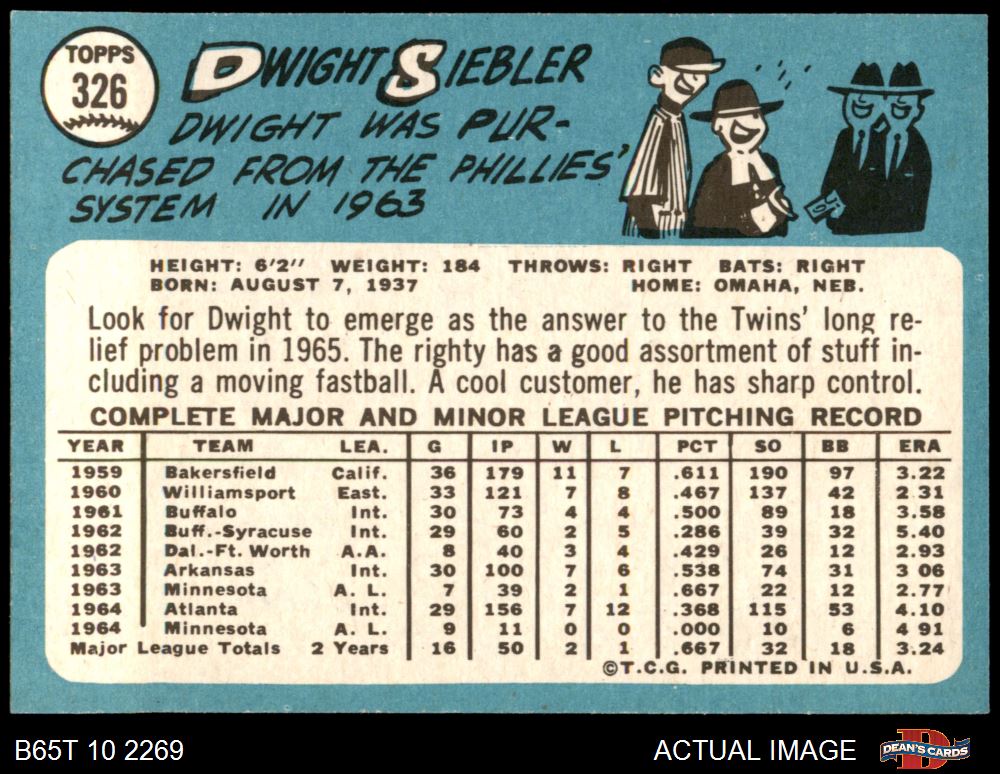 TOPPS
326
DWIGHT SIEBLER
DWIGHT WAS PUR-
CHASED FROM THE PHILLIES'
SYSTEM IN 1963
HEIGHT: 6'2" WEIGHT: 184 THROWS: RIGHT BATS: RIGHT
BORN: AUGUST 7, 1937 HOME: OMAHA, NEB.
Look for Dwight to emerge as the answer to the Twins' long re-
lief problem in 1965. The righty has a good assortment of stuff in-
cluding a moving fastball. A cool customer, he has sharp control.
COMPLETE MAJOR AND MINOR LEAGUE PITCHING RECORD
YEAR TEAM LEA. G IP W L PCT SO BB ERA
1959 Bakersfield Calif. 36 179 11 7 .611 190 97 3.22
1960 Williamsport East. 33 121 7 8 .467 137 42 2.31
1961 Buffalo Int. 30 73 4 4 .500 89 18 3.58
1962 Buff.-Syracuse Int. 29 60 2 5 .286 39 32 5.40
1962 Dal.-Ft. Worth A.A. 8 40 3 4 .429 26 12 2.93
1963 Arkansas Int. 30 100 7 6 .538 74 31 3 06
1963 Minnesota A. L. 7 39 2 1 .667 22 12 2.77
1964 Atlanta Int. 29 156 7 12 .368 115 53 4.10
1964 Minnesota A. L. 9 11 0 0 .000 10 6 4 91
Major League Totals 2 Years 16 50 2 1 .667 32 18 3.24
©T.C.G. PRINTED IN U.S.A.
B65T 10 2269 ACTUAL IMAGE DEAN'S CARDS